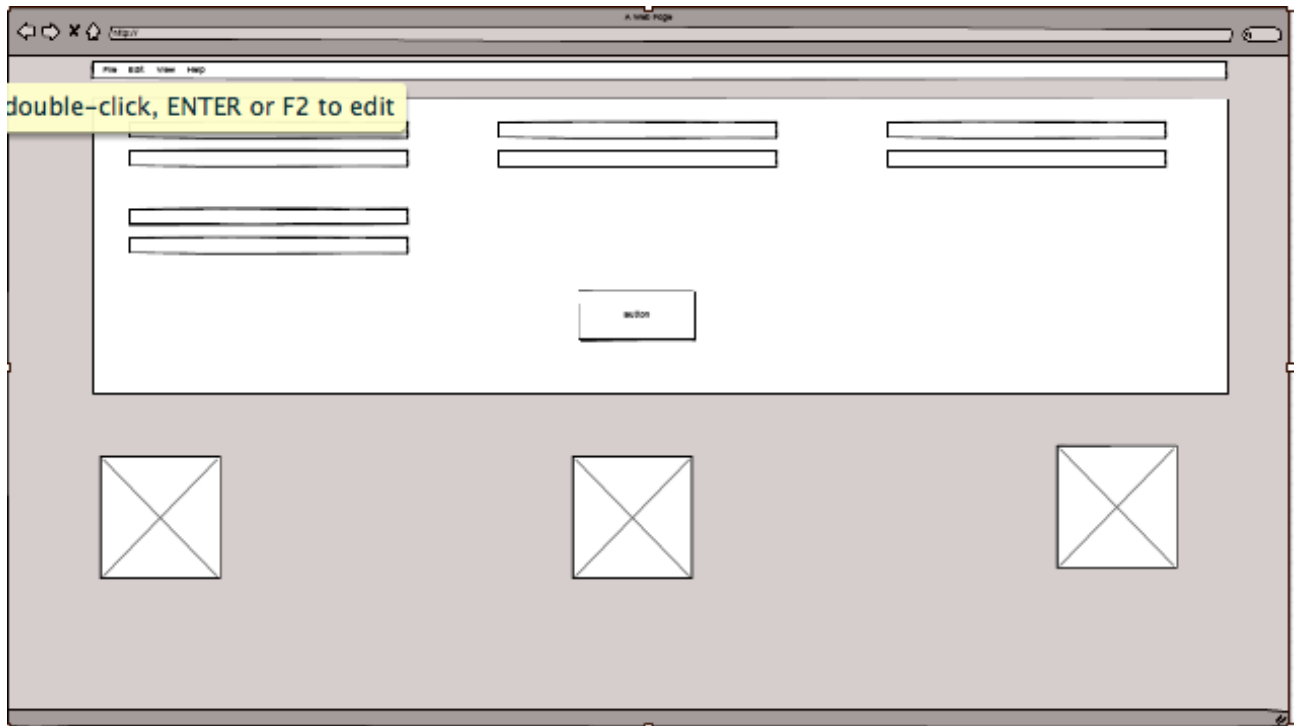 A Web Page
http://
File Edit View Help
double-click, ENTER or F2 to edit
Button